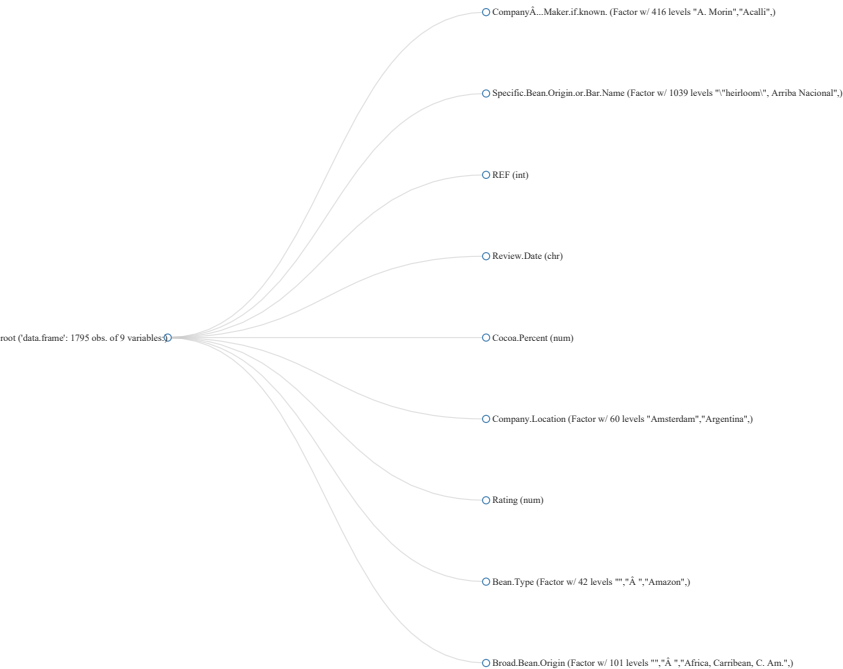 CompanyÂ...Maker.if.known. (Factor w/ 416 levels "A. Morin","Acalli",)
Specific.Bean.Origin.or.Bar.Name (Factor w/ 1039 levels "\"heirloom\", Arriba Nacional",)
REF (int)
Review.Date (chr)
root ('data.frame': 1795 obs. of 9 variables:)
Cocoa.Percent (num)
Company.Location (Factor w/ 60 levels "Amsterdam","Argentina",)
Rating (num)
Bean.Type (Factor w/ 42 levels "","Â ","Amazon",)
Broad.Bean.Origin (Factor w/ 101 levels "","Â ","Africa, Carribean, C. Am.",)